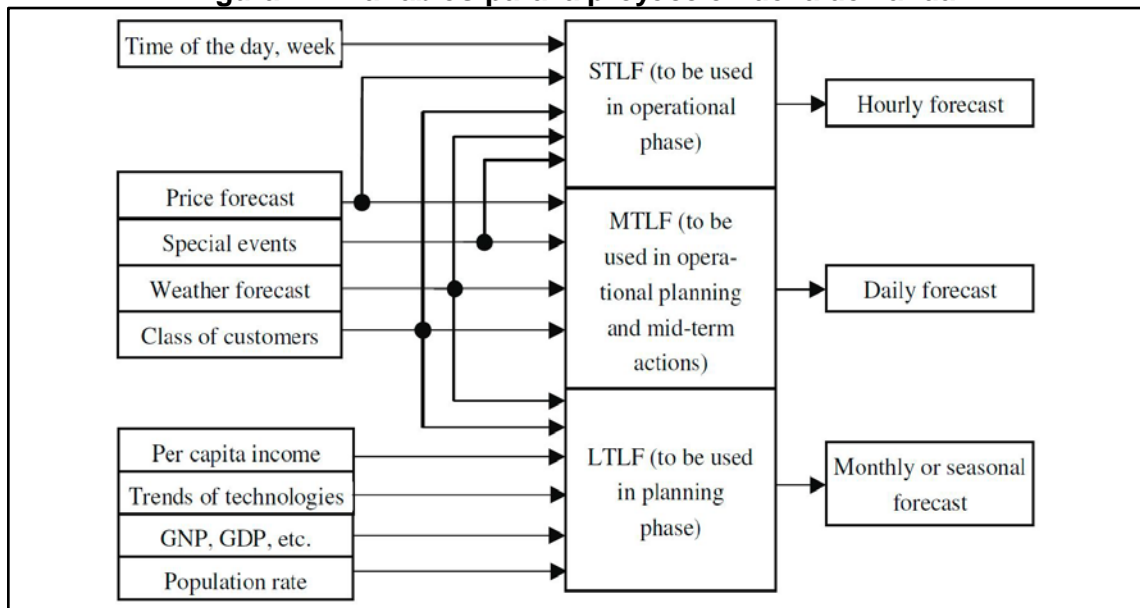 Time of the day, week
Price forecast
Special events
Weather forecast
Class of customers
Per capita income
Trends of technologies
GNP, GDP, etc.
Population rate
STLF (to be used
in operational
phase)
MTLF (to be
used in opera-
tional planning
and mid-term
actions)
LTLF (to be used
in planning
phase)
Hourly forecast
Daily forecast
Monthly or seasonal
forecast